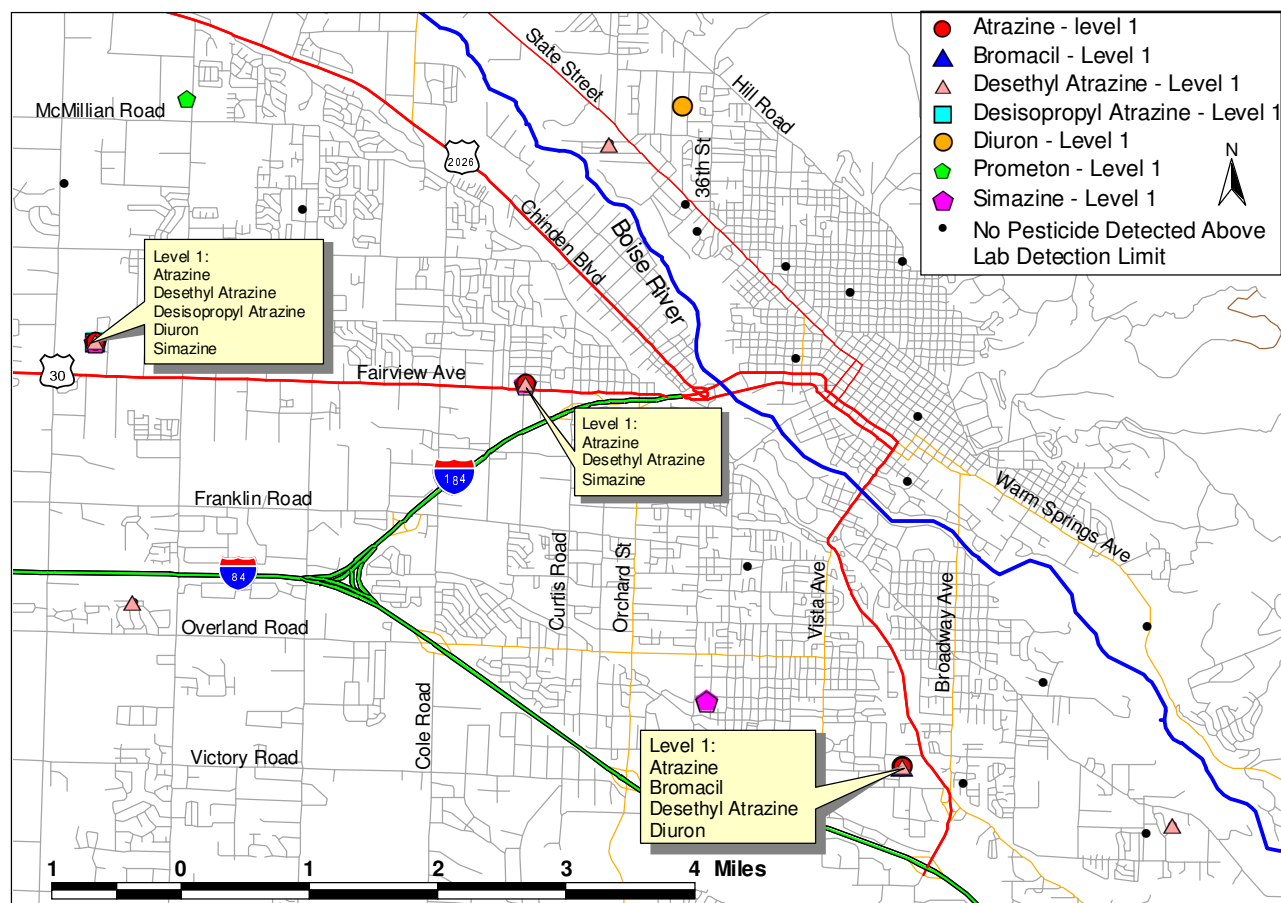 Atrazine - level 1
Bromacil - Level 1
Desethyl Atrazine - Level 1
Desisopropyl Atrazine - Level 1
Diuron - Level 1
Prometon - Level 1
Simazine - Level 1
No Pesticide Detected Above
Lab Detection Limit
N
State Street
Hill Road
McMillian Road
2026
36th St
Chinden Blvd
Boise River
Level 1:
Atrazine
Desethyl Atrazine
Desisopropyl Atrazine
Diuron
Simazine
30
Fairview Ave
Level 1:
Atrazine
Desethyl Atrazine
Simazine
184
Franklin Road
Warm Springs Ave
84
Curtis Road
Orchard St
Vista Ave
Broadway Ave
Overland Road
Cole Road
Victory Road
Level 1:
Atrazine
Bromacil
Desethyl Atrazine
Diuron
1 0 1 2 3 4 Miles